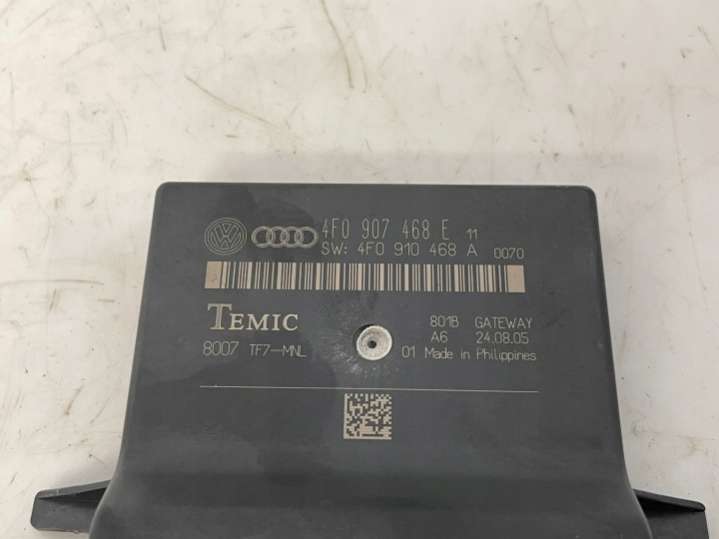 4F0 907 468 E 11
SW: 4F0 910 468 A 0070
TEMIC
801B GATEWAY
A6 24.08.05
8007 TF7-MNL 01 Made in Philippines